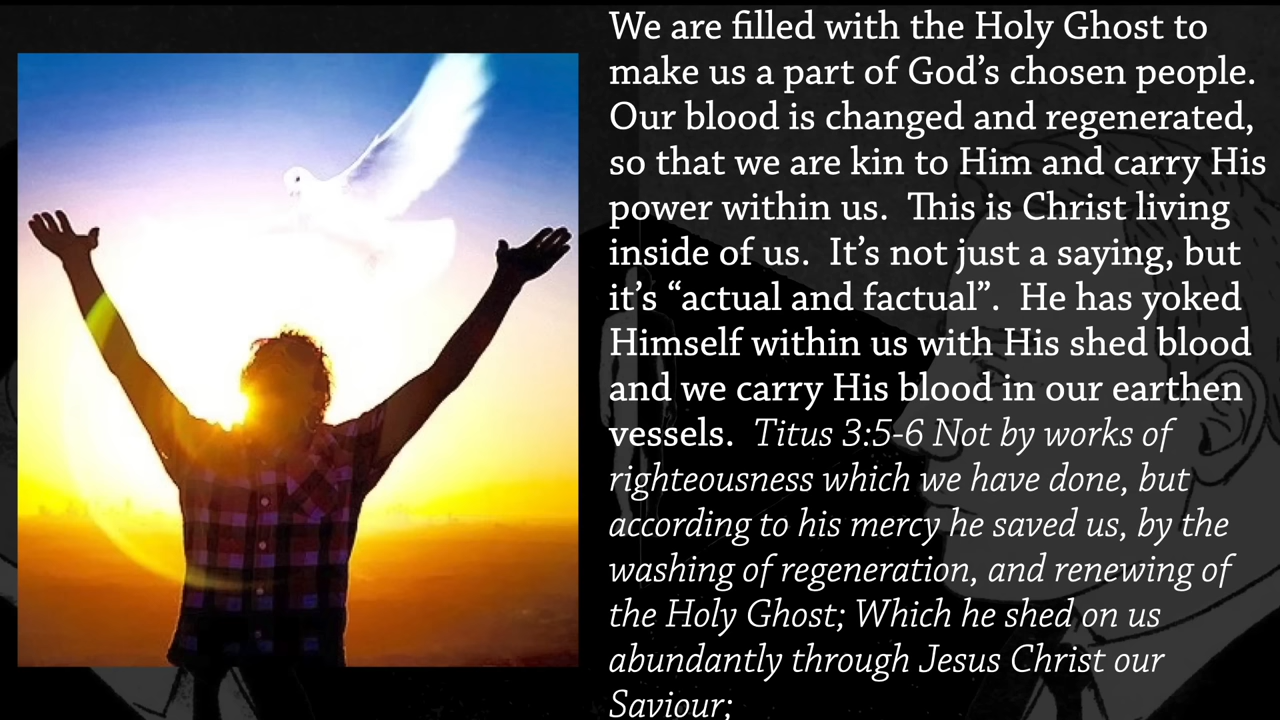 We are filled with the Holy Ghost to
make us a part of God’s chosen people.
Our blood is changed and regenerated,
so that we are kin to Him and carry His
power within us.  This is Christ living
inside of us.  It’s not just a saying, but
it’s “actual and factual”.  He has yoked
Himself within us with His shed blood
and we carry His blood in our earthen
vessels.  Titus 3:5-6 Not by works of
righteousness which we have done, but
according to his mercy he saved us, by the
washing of regeneration, and renewing of
the Holy Ghost; Which he shed on us
abundantly through Jesus Christ our
Saviour;